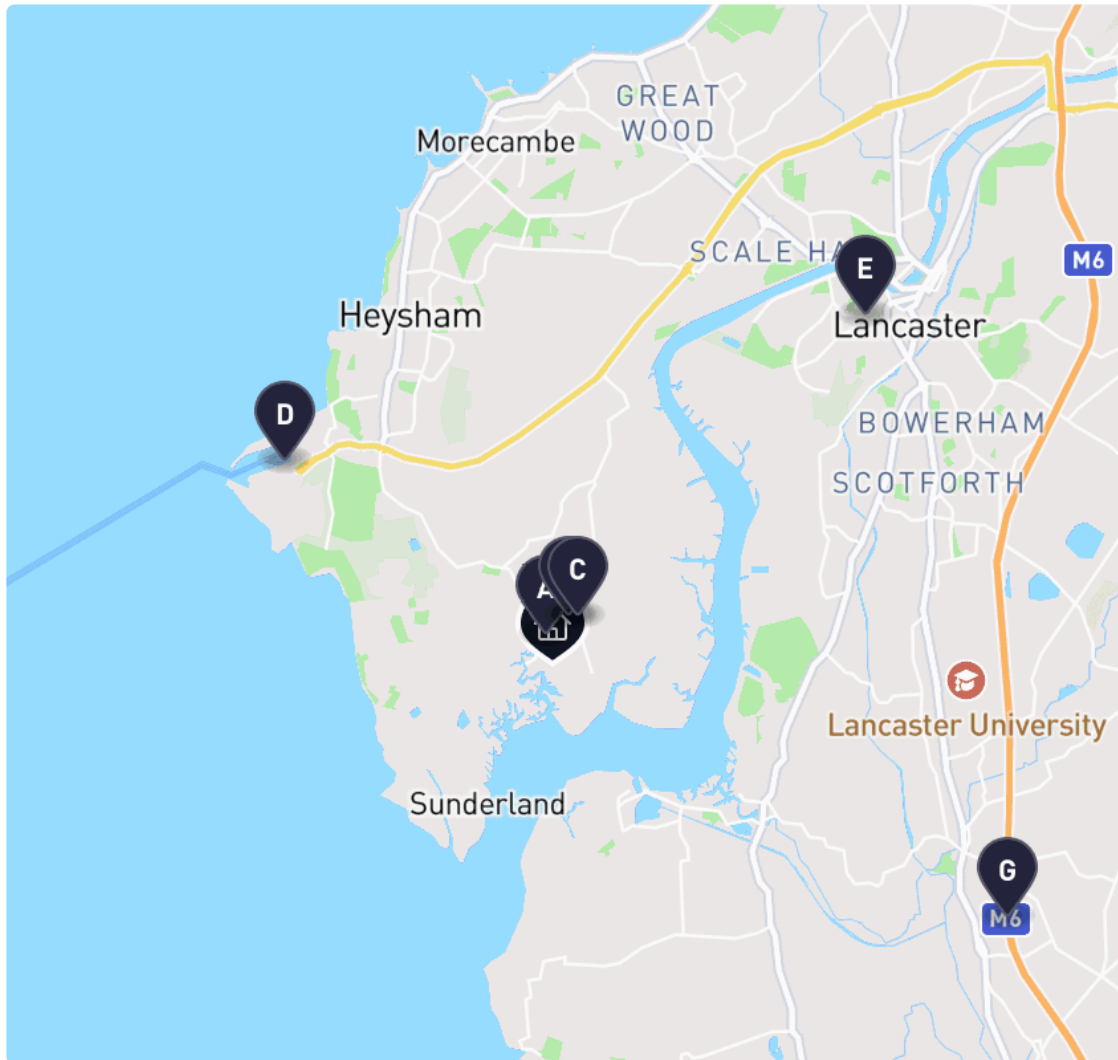 GREAT
WOOD
Morecambe
SCALE HA
M6
E
Heysham
Lancaster
D
BOWERHAM
SCOTFORTH
C
A
Lancaster University
Sunderland
G
M6